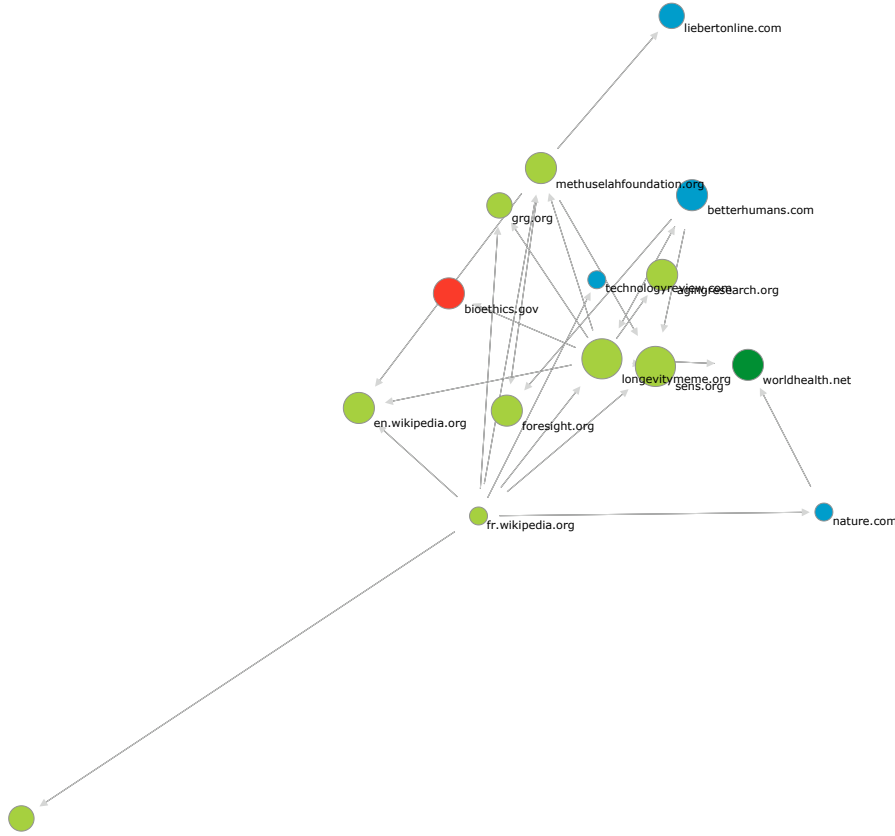 liebertonline.com
methuselahfoundation.org
betterhumans.com
grg.org
technologyreview.com
agingresearch.org
bioethics.gov
longevitymeme.org
worldhealth.net
sens.org
en.wikipedia.org
foresight.org
fr.wikipedia.org
nature.com